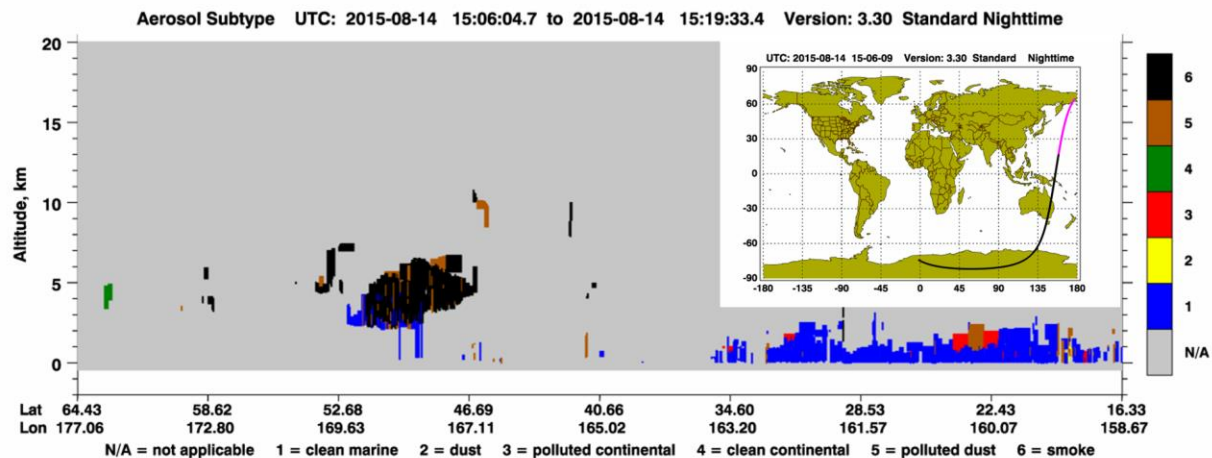 Aerosol Subtype UTC: 2015-08-14 15:06:04.7 to 2015-08-14 15:19:33.4 Version: 3.30 Standard Nighttime
UTC: 2015-08-14 15-06-09 Version: 3.30 Standard Nighttime
90
60
30
0
-30
-60
-90
-180 -135 -90 -45 0 45 90 135 180
Altitude, km
20
15
10
5
0
6
5
4
3
2
1
N/A
Lat 64.43 58.62 52.68 46.69 40.66 34.60 28.53 22.43 16.33
Lon 177.06 172.80 169.63 167.11 165.02 163.20 161.57 160.07 158.67
N/A = not applicable 1 = clean marine 2 = dust 3 = polluted continental 4 = clean continental 5 = polluted dust 6 = smoke